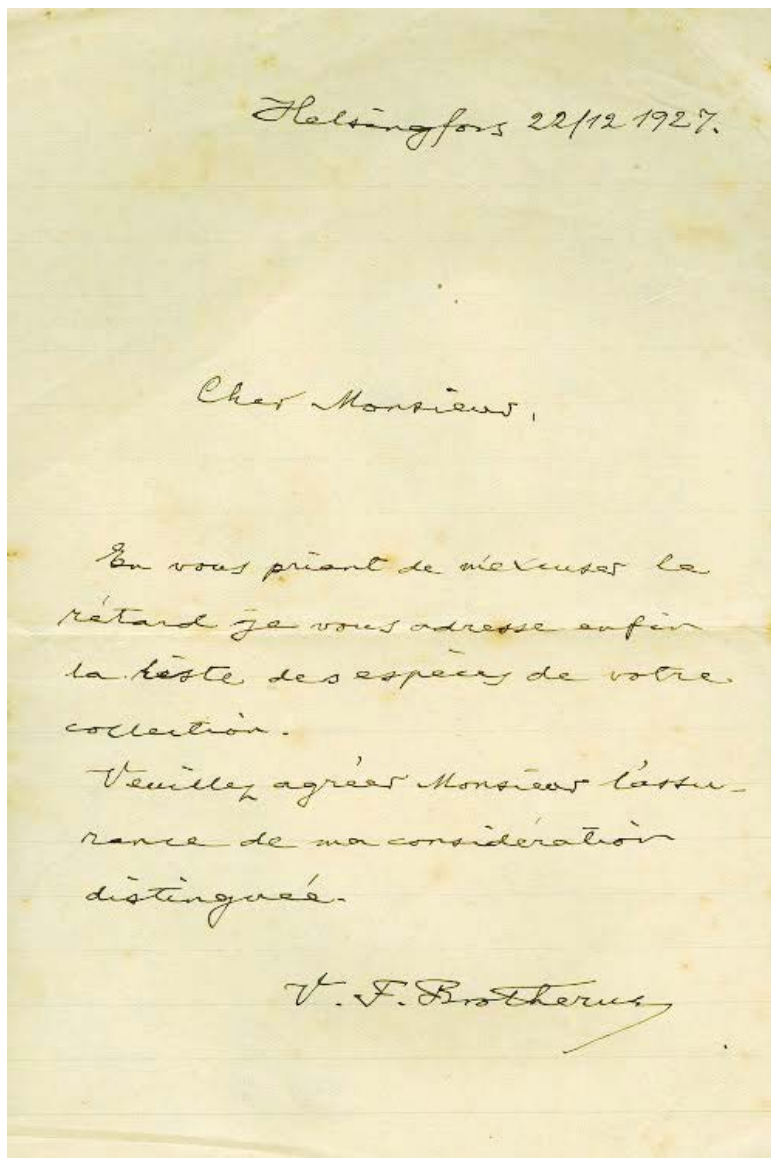 Helsingfors 22/12 1927.
Cher Monsieur,
En vous priant de m'excuser le
rétard je vous adresse enfin
la liste des espèces de votre
collection.
Veuillez agréer Monsieur l'assu-
rance de ma considération
distinguée.
V. F. Brotherus